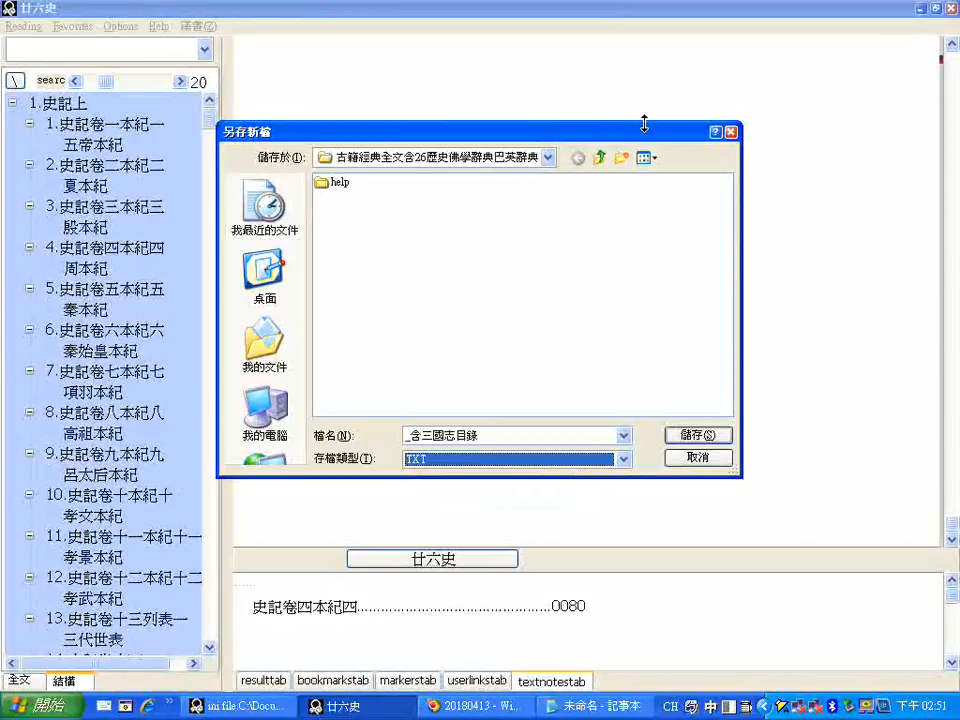 廿六史
Reading Favorites Options Help 漢書(Z)
searc 20
1.史記上
1.史記卷一本紀一
五帝本紀
2.史記卷二本紀二
夏本紀
3.史記卷三本紀三
殷本紀
4.史記卷四本紀四
周本紀
5.史記卷五本紀五
秦本紀
6.史記卷六本紀六
秦始皇本紀
7.史記卷七本紀七
項羽本紀
8.史記卷八本紀八
高祖本紀
9.史記卷九本紀九
呂太后本紀
10.史記卷十本紀十
孝文本紀
11.史記卷十一本紀十一
孝景本紀
12.史記卷十二本紀十二
孝武本紀
13.史記卷十三列表一
三代世表
全文 結構
另存新檔
儲存於(I): 古籍經典全文含26歷史佛學辭典巴英辭典
help
我最近的文件
桌面
我的文件
我的電腦
檔名(N): _含三國志目錄 儲存(S)
存檔類型(T): TXT 取消
廿六史
史記卷四本紀四................................................0080
resulttab bookmarkstab markerstab userlinkstab textnotestab
開始 ini file C:\Docu... 廿六史 20180413 - Wi... 未命名 - 記事本 CH 中 下午 02:51